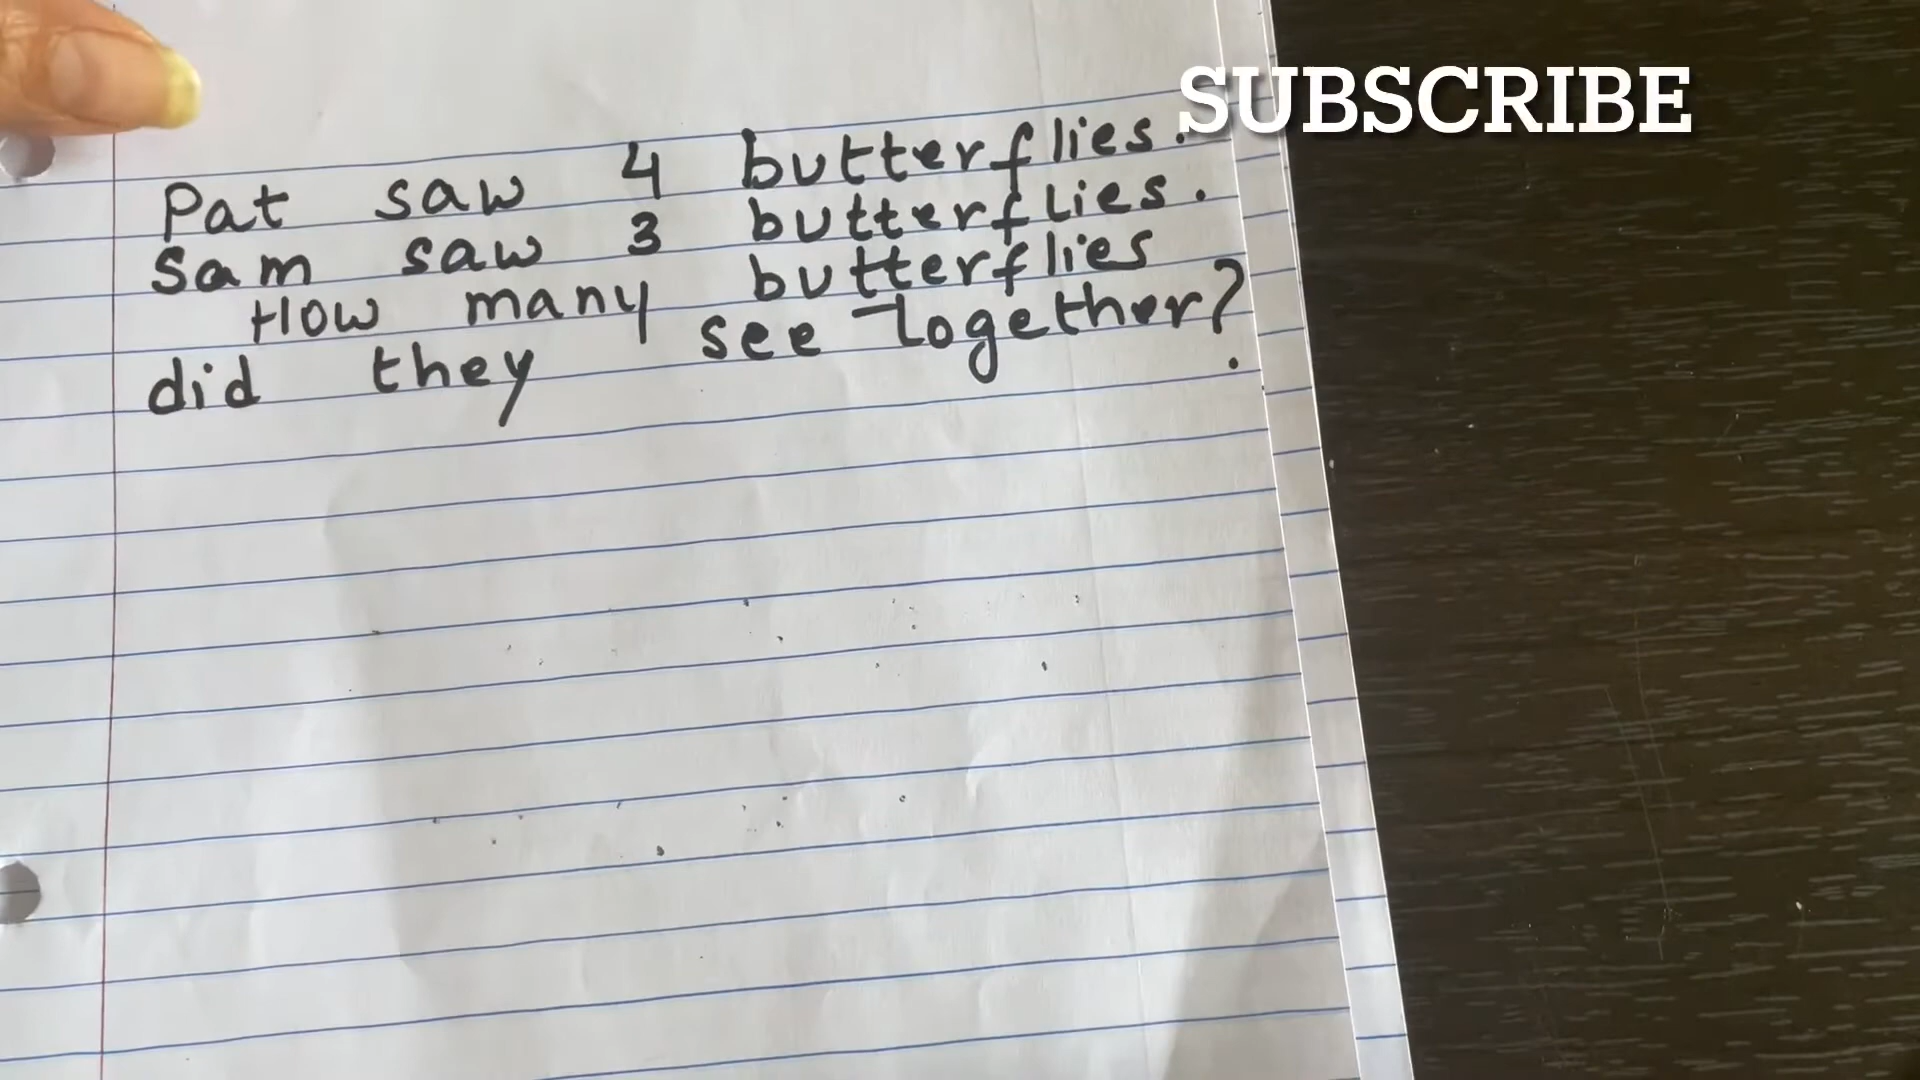 SUBSCRIBE
Pat saw 4 butterflies.
Sam saw 3 butterflies.
How many butterflies
did they see Together?